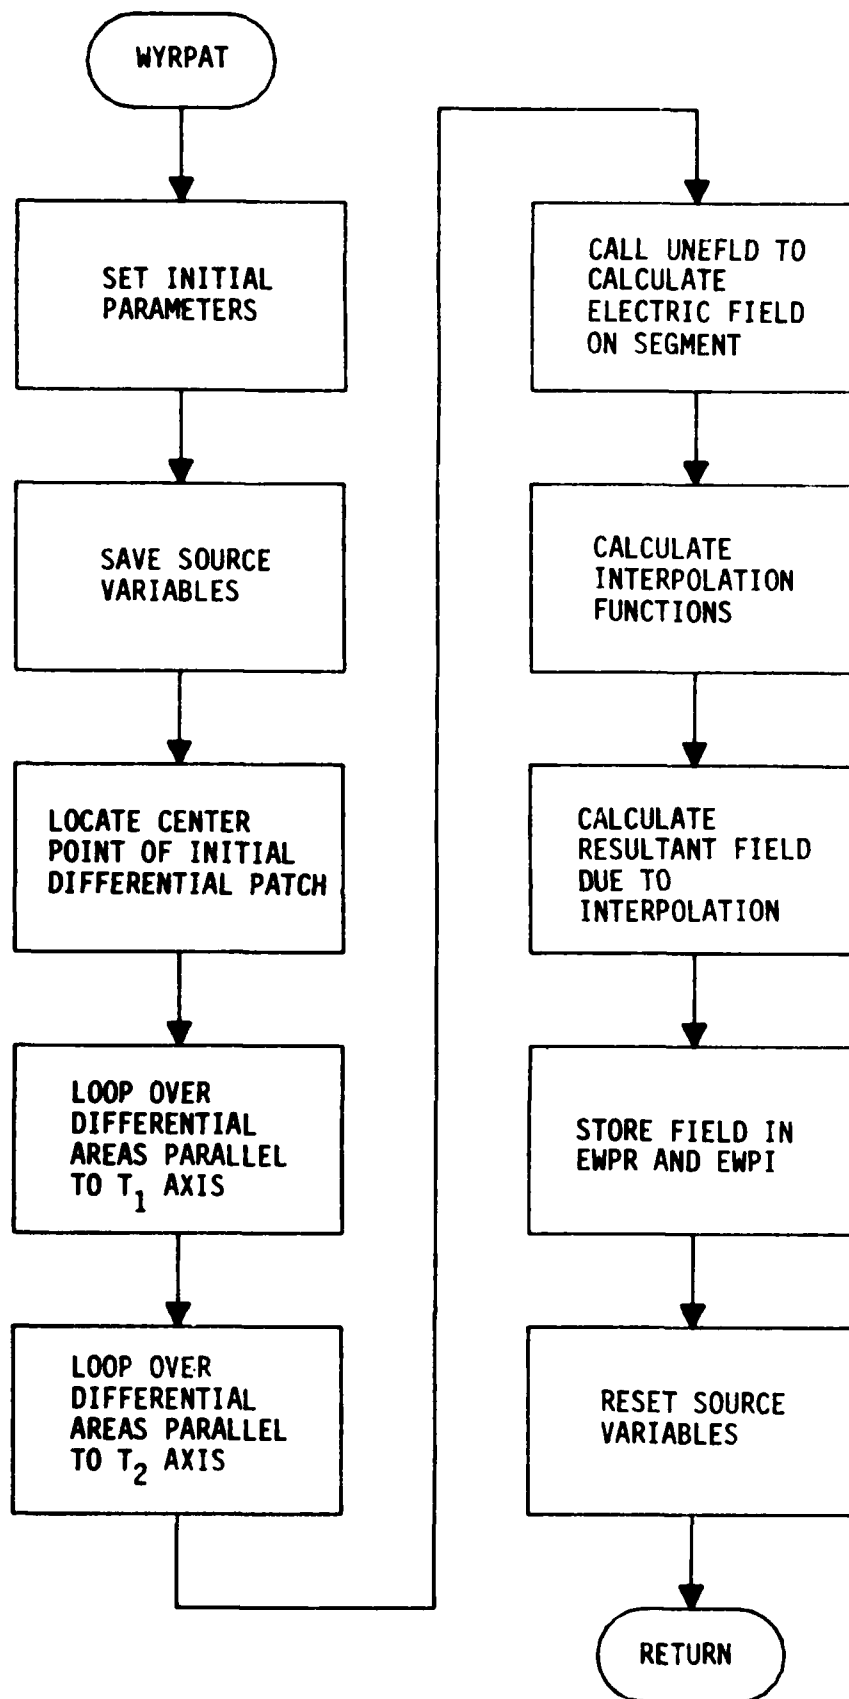 WYRPAT
SET INITIAL
PARAMETERS
SAVE SOURCE
VARIABLES
LOCATE CENTER
POINT OF INITIAL
DIFFERENTIAL PATCH
LOOP OVER
DIFFERENTIAL
AREAS PARALLEL
TO T₁ AXIS
LOOP OVER
DIFFERENTIAL
AREAS PARALLEL
TO T₂ AXIS
CALL UNEFLD TO
CALCULATE
ELECTRIC FIELD
ON SEGMENT
CALCULATE
INTERPOLATION
FUNCTIONS
CALCULATE
RESULTANT FIELD
DUE TO
INTERPOLATION
STORE FIELD IN
EWPR AND EWPI
RESET SOURCE
VARIABLES
RETURN